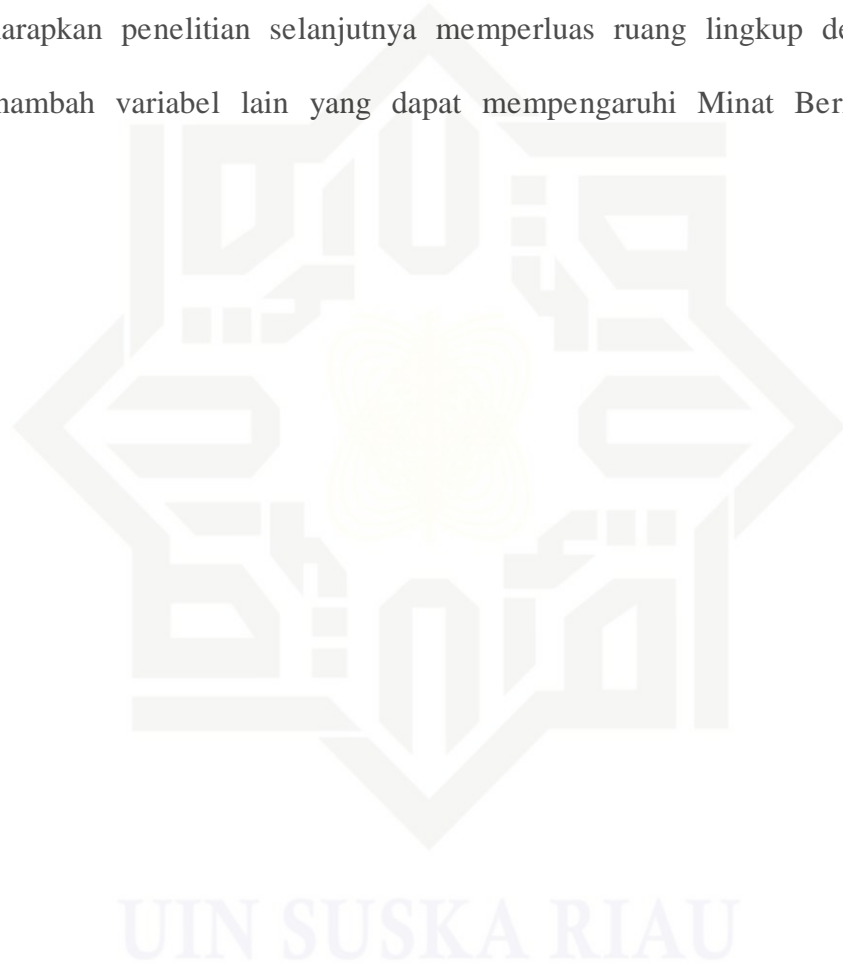 arapkan penelitian selanjutnya memperluas ruang lingkup de
nambah variabel lain yang dapat mempengaruhi Minat Ber
UIN SUSKA RIAU